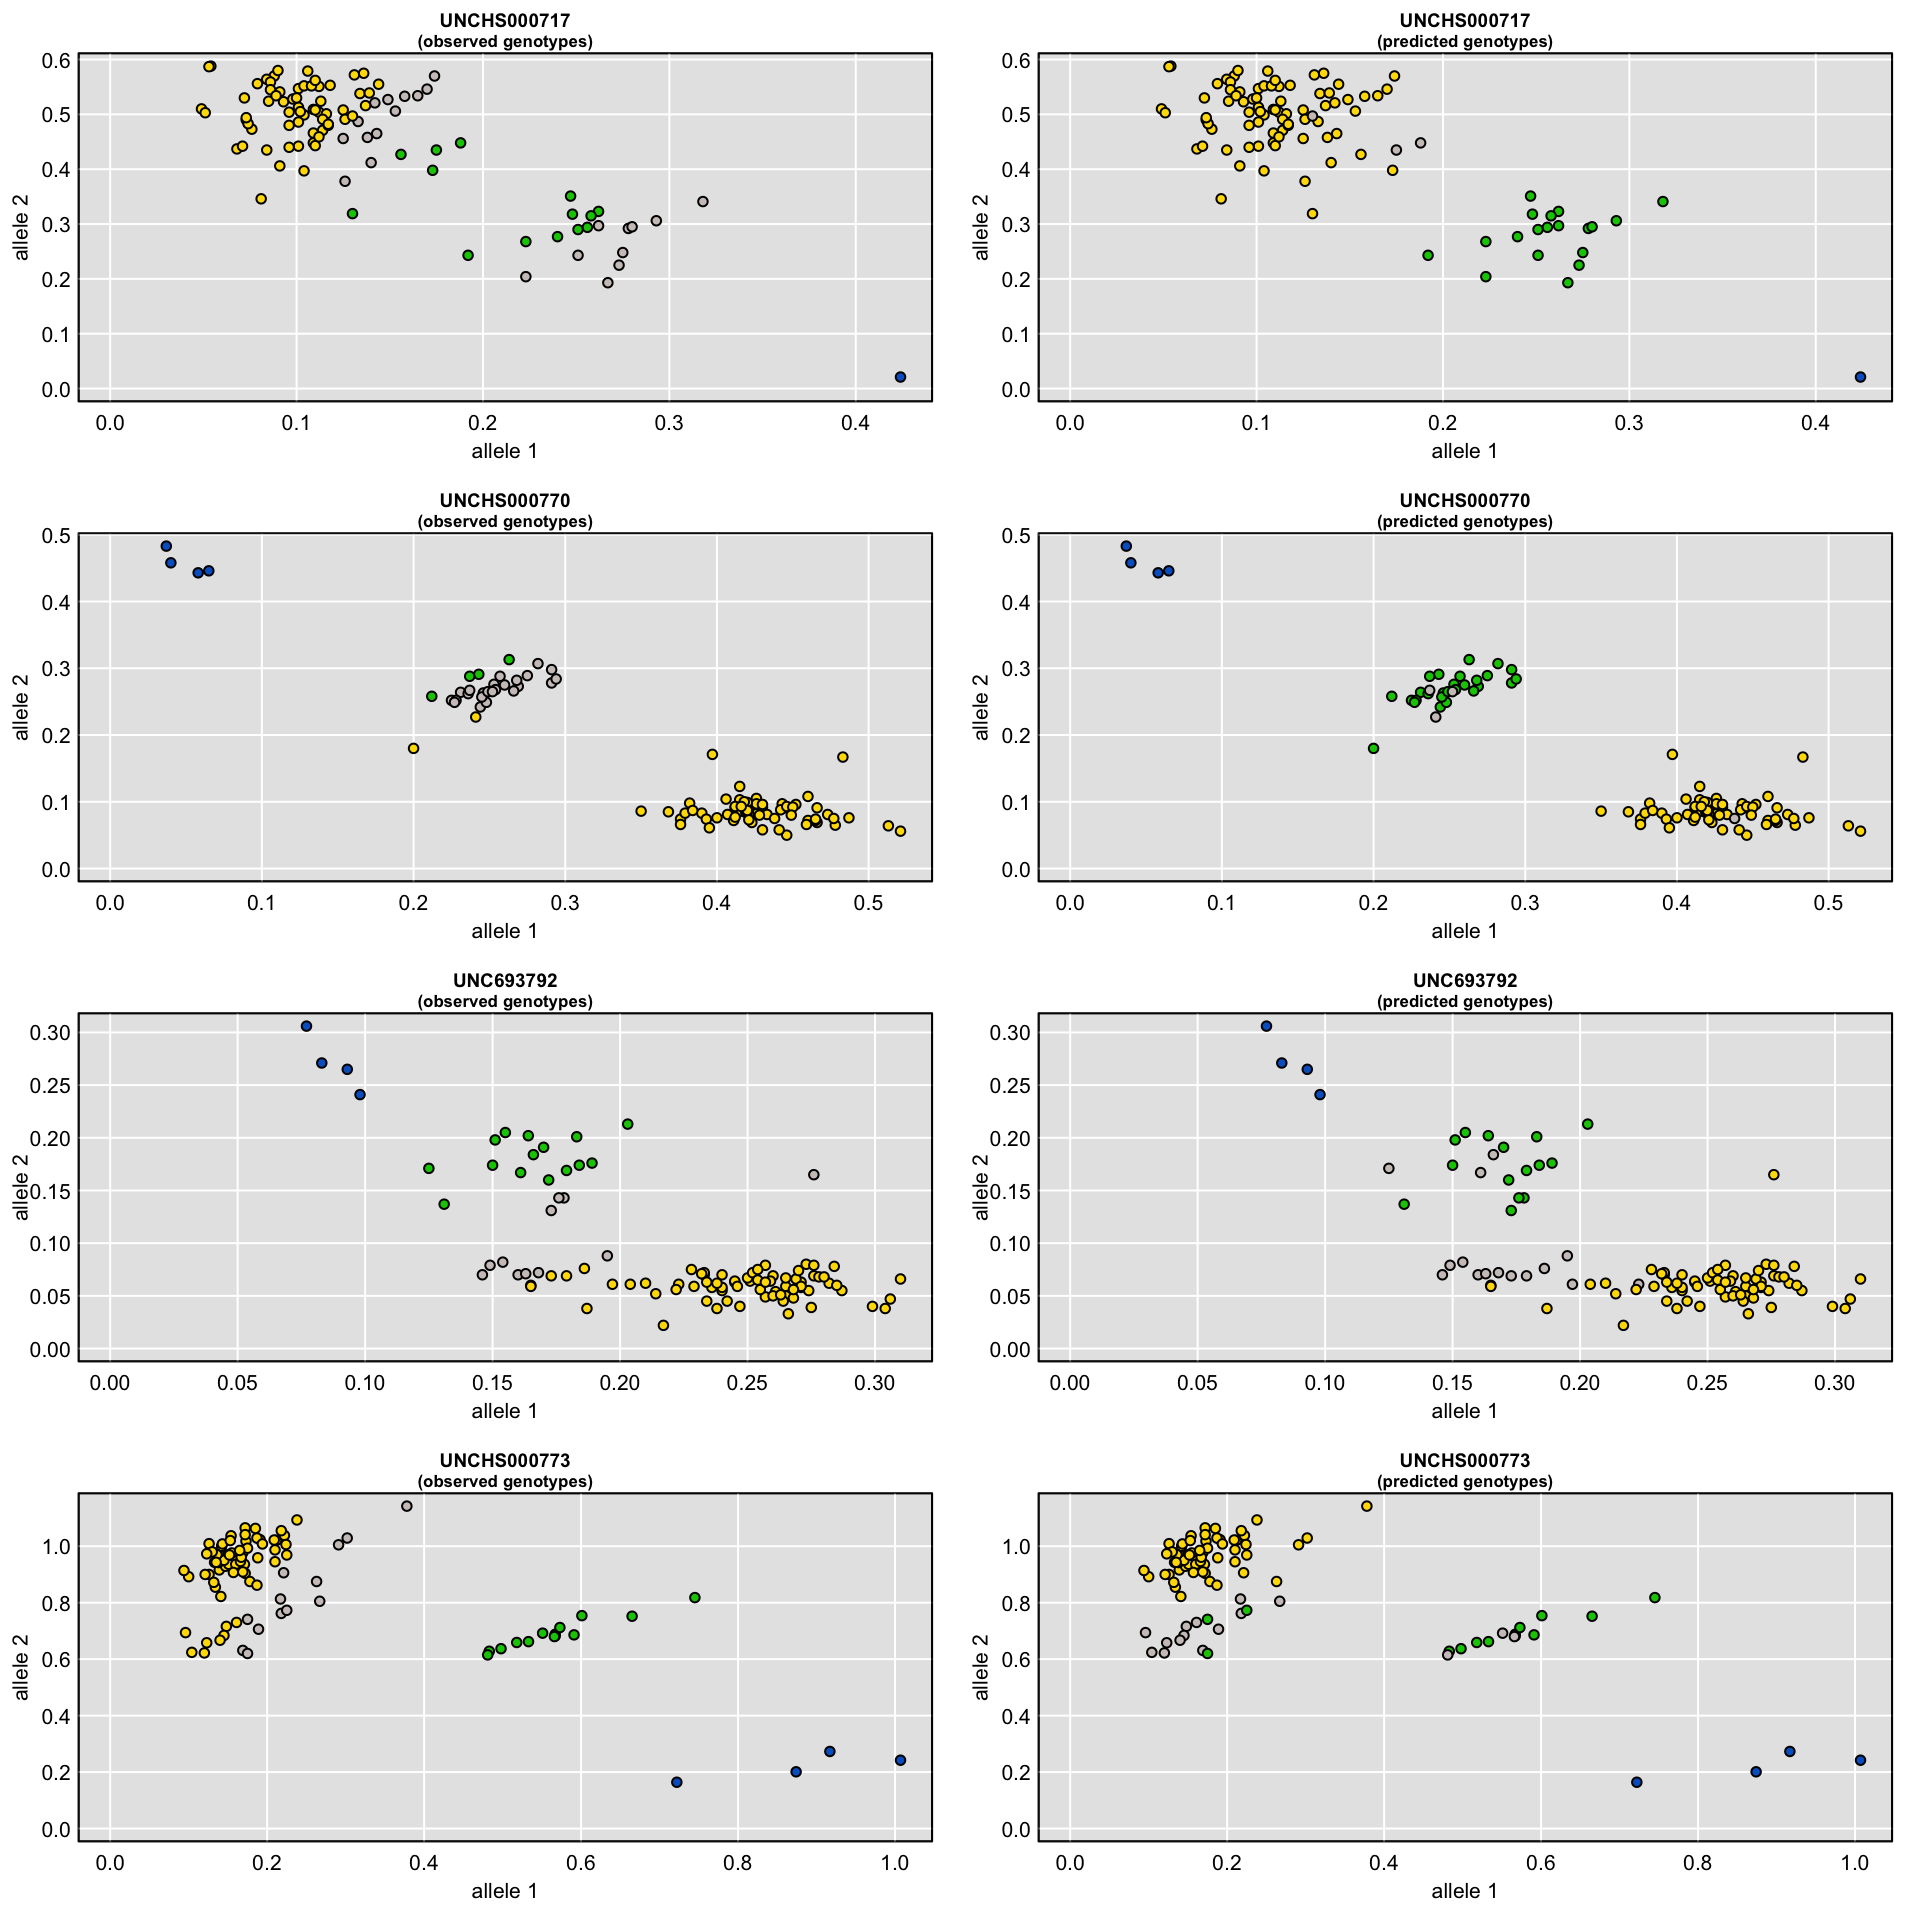 UNCHS000717
(observed genotypes)
allele 2
0.6
0.5
0.4
0.3
0.2
0.1
0.0
0.0 0.1 0.2 0.3 0.4
allele 1
UNCHS000717
(predicted genotypes)
allele 2
0.6
0.5
0.4
0.3
0.2
0.1
0.0
0.0 0.1 0.2 0.3 0.4
allele 1
UNCHS000770
(observed genotypes)
allele 2
0.5
0.4
0.3
0.2
0.1
0.0
0.0 0.1 0.2 0.3 0.4 0.5
allele 1
UNCHS000770
(predicted genotypes)
allele 2
0.5
0.4
0.3
0.2
0.1
0.0
0.0 0.1 0.2 0.3 0.4 0.5
allele 1
UNC693792
(observed genotypes)
allele 2
0.30
0.25
0.20
0.15
0.10
0.05
0.00
0.00 0.05 0.10 0.15 0.20 0.25 0.30
allele 1
UNC693792
(predicted genotypes)
allele 2
0.30
0.25
0.20
0.15
0.10
0.05
0.00
0.00 0.05 0.10 0.15 0.20 0.25 0.30
allele 1
UNCHS000773
(observed genotypes)
allele 2
1.0
0.8
0.6
0.4
0.2
0.0
0.0 0.2 0.4 0.6 0.8 1.0
allele 1
UNCHS000773
(predicted genotypes)
allele 2
1.0
0.8
0.6
0.4
0.2
0.0
0.0 0.2 0.4 0.6 0.8 1.0
allele 1